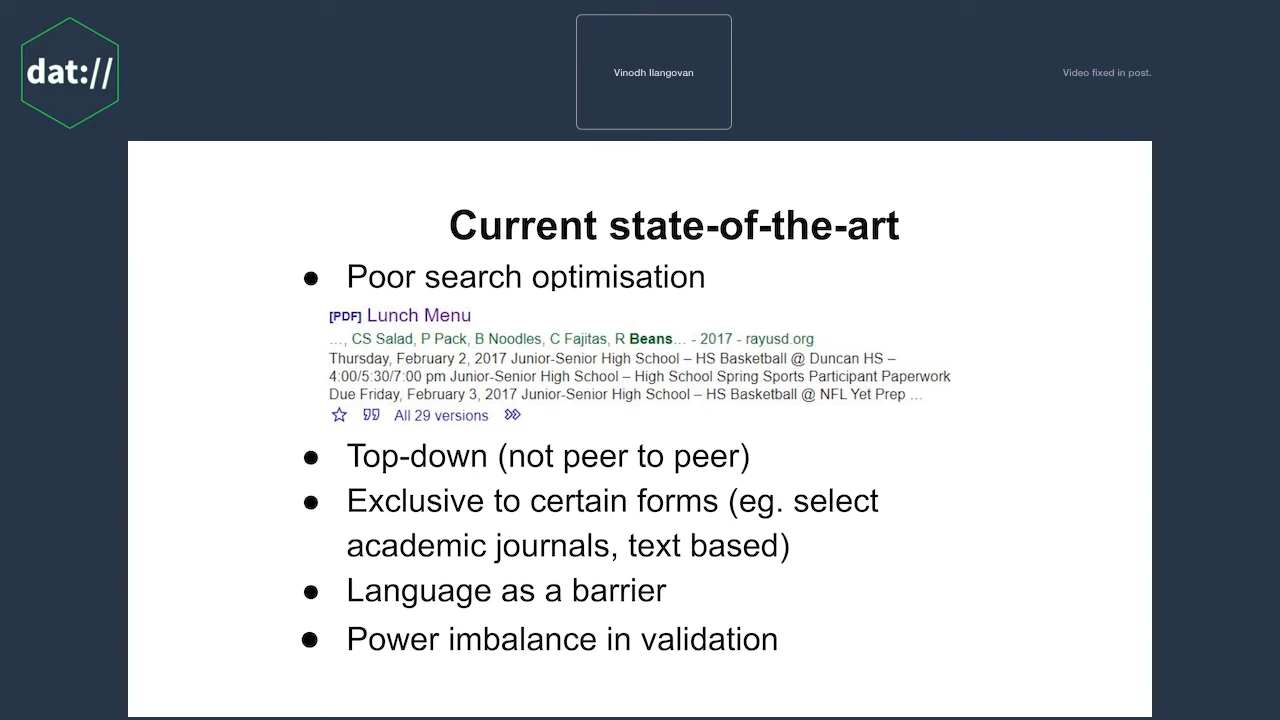 dat://
Vinodh Ilangovan
Video fixed in post.
Current state-of-the-art
● Poor search optimisation
[PDF] Lunch Menu
…, CS Salad, P Pack, B Noodles, C Fajitas, R Beans… - 2017 - rayusd.org
Thursday, February 2, 2017 Junior-Senior High School – HS Basketball @ Duncan HS –
4:00/5:30/7:00 pm Junior-Senior High School – High School Spring Sports Participant Paperwork
Due Friday, February 3, 2017 Junior-Senior High School – HS Basketball @ NFL Yet Prep …
All 29 versions
● Top-down (not peer to peer)
● Exclusive to certain forms (eg. select
academic journals, text based)
● Language as a barrier
● Power imbalance in validation